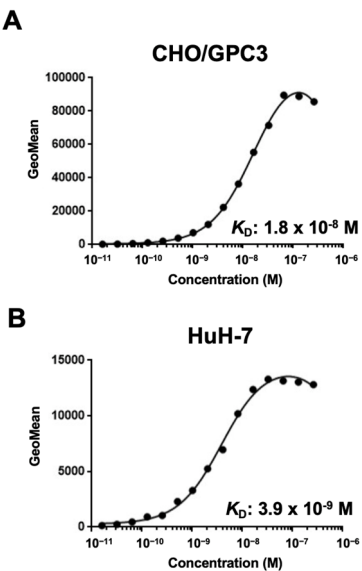 A
CHO/GPC3
100000
80000
60000
40000
20000
0
GeoMean
K_D: 1.8 x 10⁻⁸ M
10⁻¹¹ 10⁻¹⁰ 10⁻⁹ 10⁻⁸ 10⁻⁷ 10⁻⁶
Concentration (M)
B
HuH-7
15000
10000
5000
0
GeoMean
K_D: 3.9 x 10⁻⁹ M
10⁻¹¹ 10⁻¹⁰ 10⁻⁹ 10⁻⁸ 10⁻⁷ 10⁻⁶
Concentration (M)